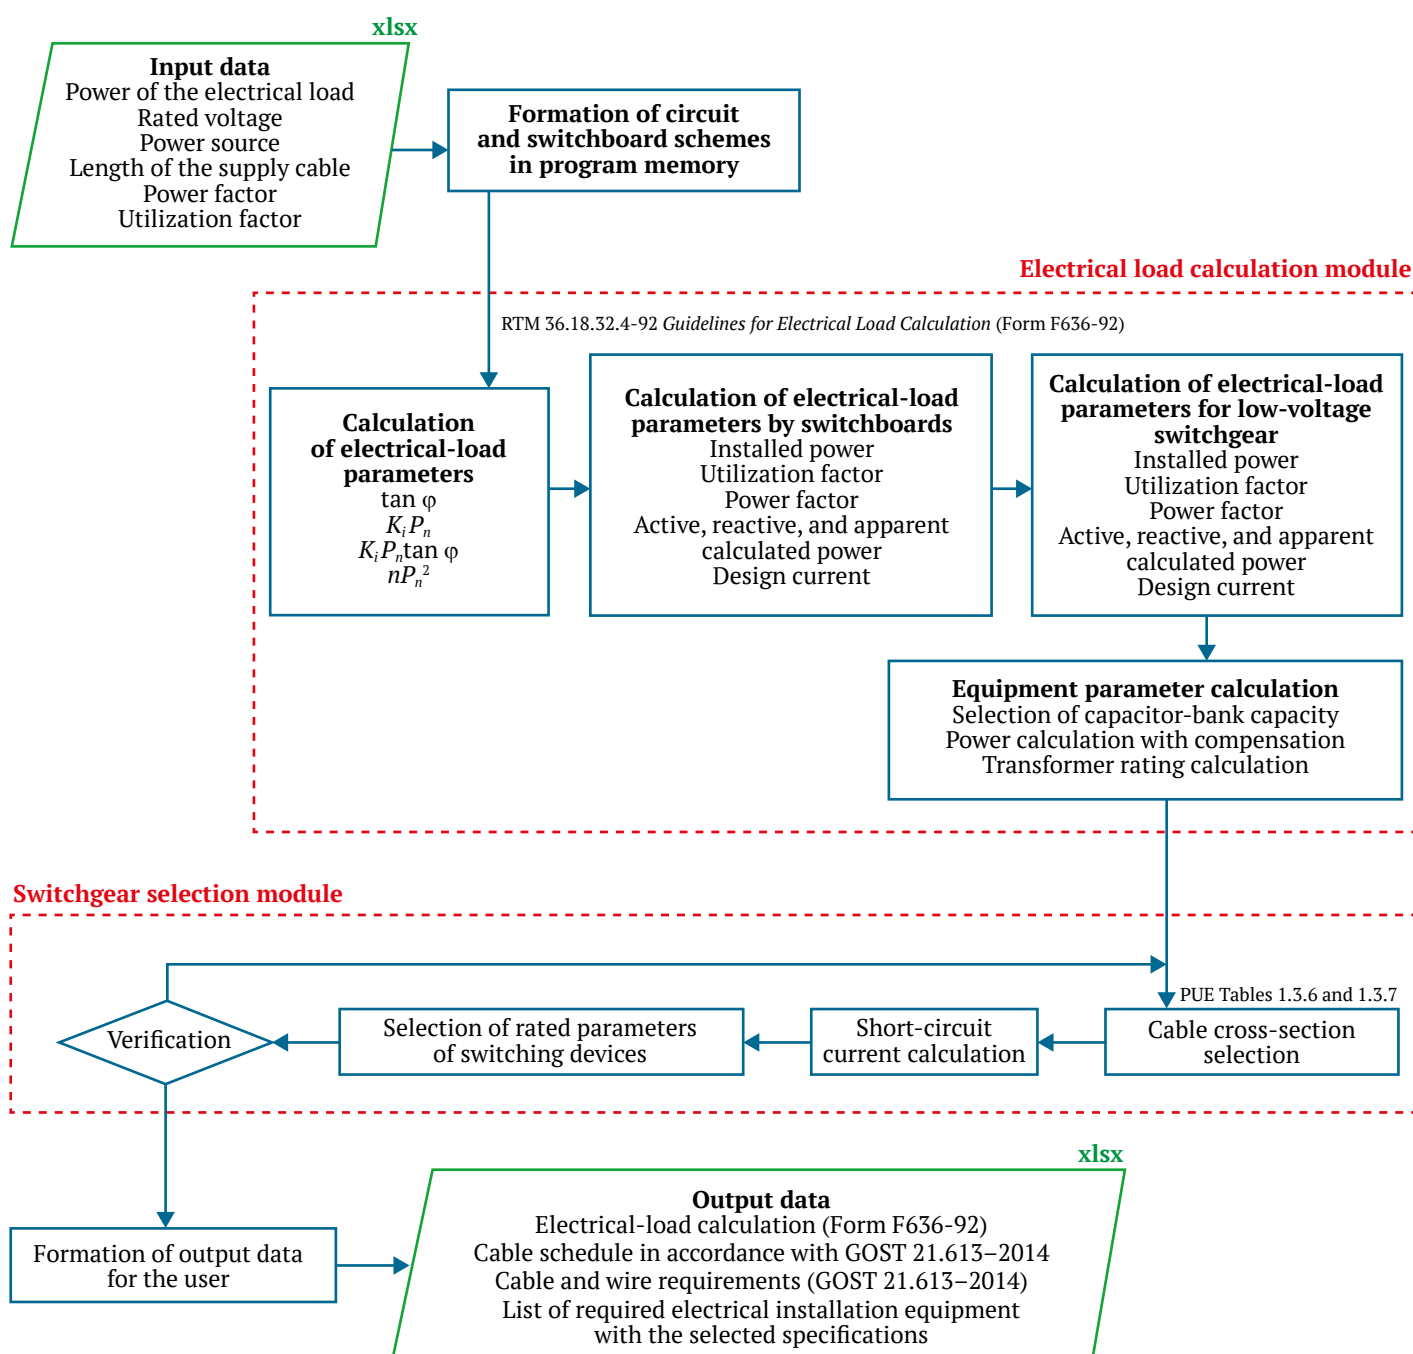 xlsx
Input data
Power of the electrical load
Rated voltage
Power source
Length of the supply cable
Power factor
Utilization factor
Formation of circuit
and switchboard schemes
in program memory
Electrical load calculation module
RTM 36.18.32.4-92 Guidelines for Electrical Load Calculation (Form F636-92)
Calculation
of electrical-load
parameters
tan φ
KᵢPₙ
KᵢPₙtan φ
nPₙ²
Calculation of electrical-load
parameters by switchboards
Installed power
Utilization factor
Power factor
Active, reactive, and apparent
calculated power
Design current
Calculation of electrical-load
parameters for low-voltage
switchgear
Installed power
Utilization factor
Power factor
Active, reactive, and apparent
calculated power
Design current
Equipment parameter calculation
Selection of capacitor-bank capacity
Power calculation with compensation
Transformer rating calculation
Switchgear selection module
PUE Tables 1.3.6 and 1.3.7
Verification
Selection of rated parameters
of switching devices
Short-circuit
current calculation
Cable cross-section
selection
xlsx
Formation of output data
for the user
Output data
Electrical-load calculation (Form F636-92)
Cable schedule in accordance with GOST 21.613–2014
Cable and wire requirements (GOST 21.613–2014)
List of required electrical installation equipment
with the selected specifications